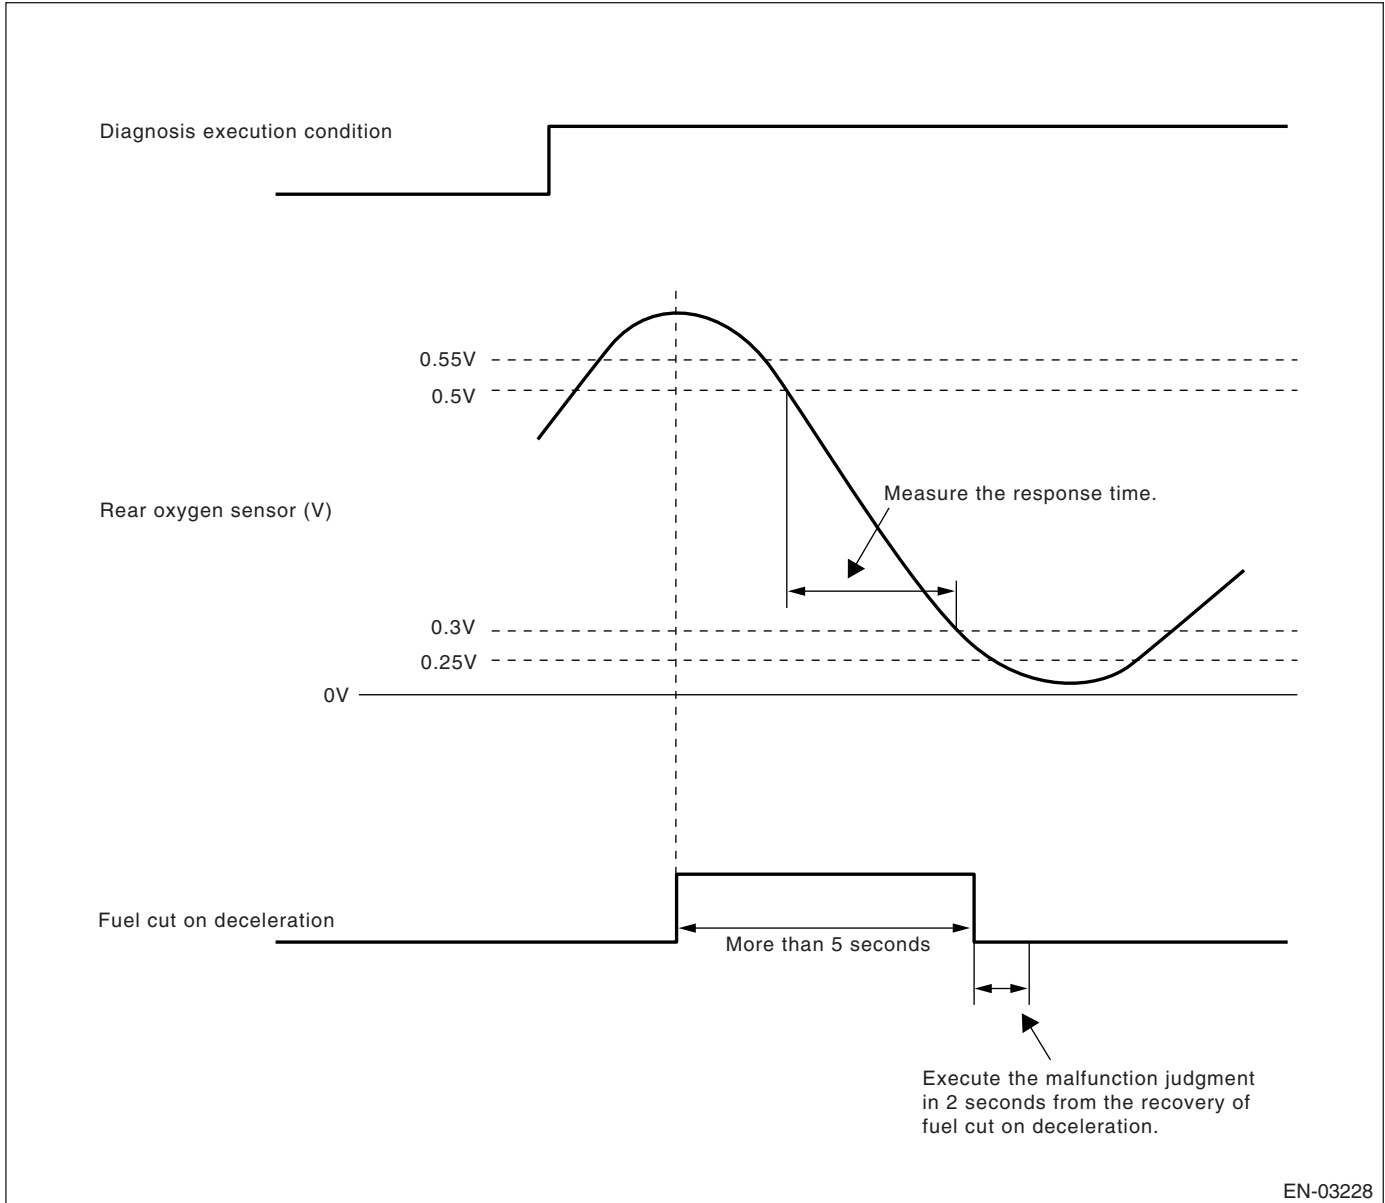 Diagnosis execution condition
0.55V
0.5V
Measure the response time.
Rear oxygen sensor (V)
0.3V
0.25V
0V
Fuel cut on deceleration
More than 5 seconds
Execute the malfunction judgment
in 2 seconds from the recovery of
fuel cut on deceleration.
EN-03228